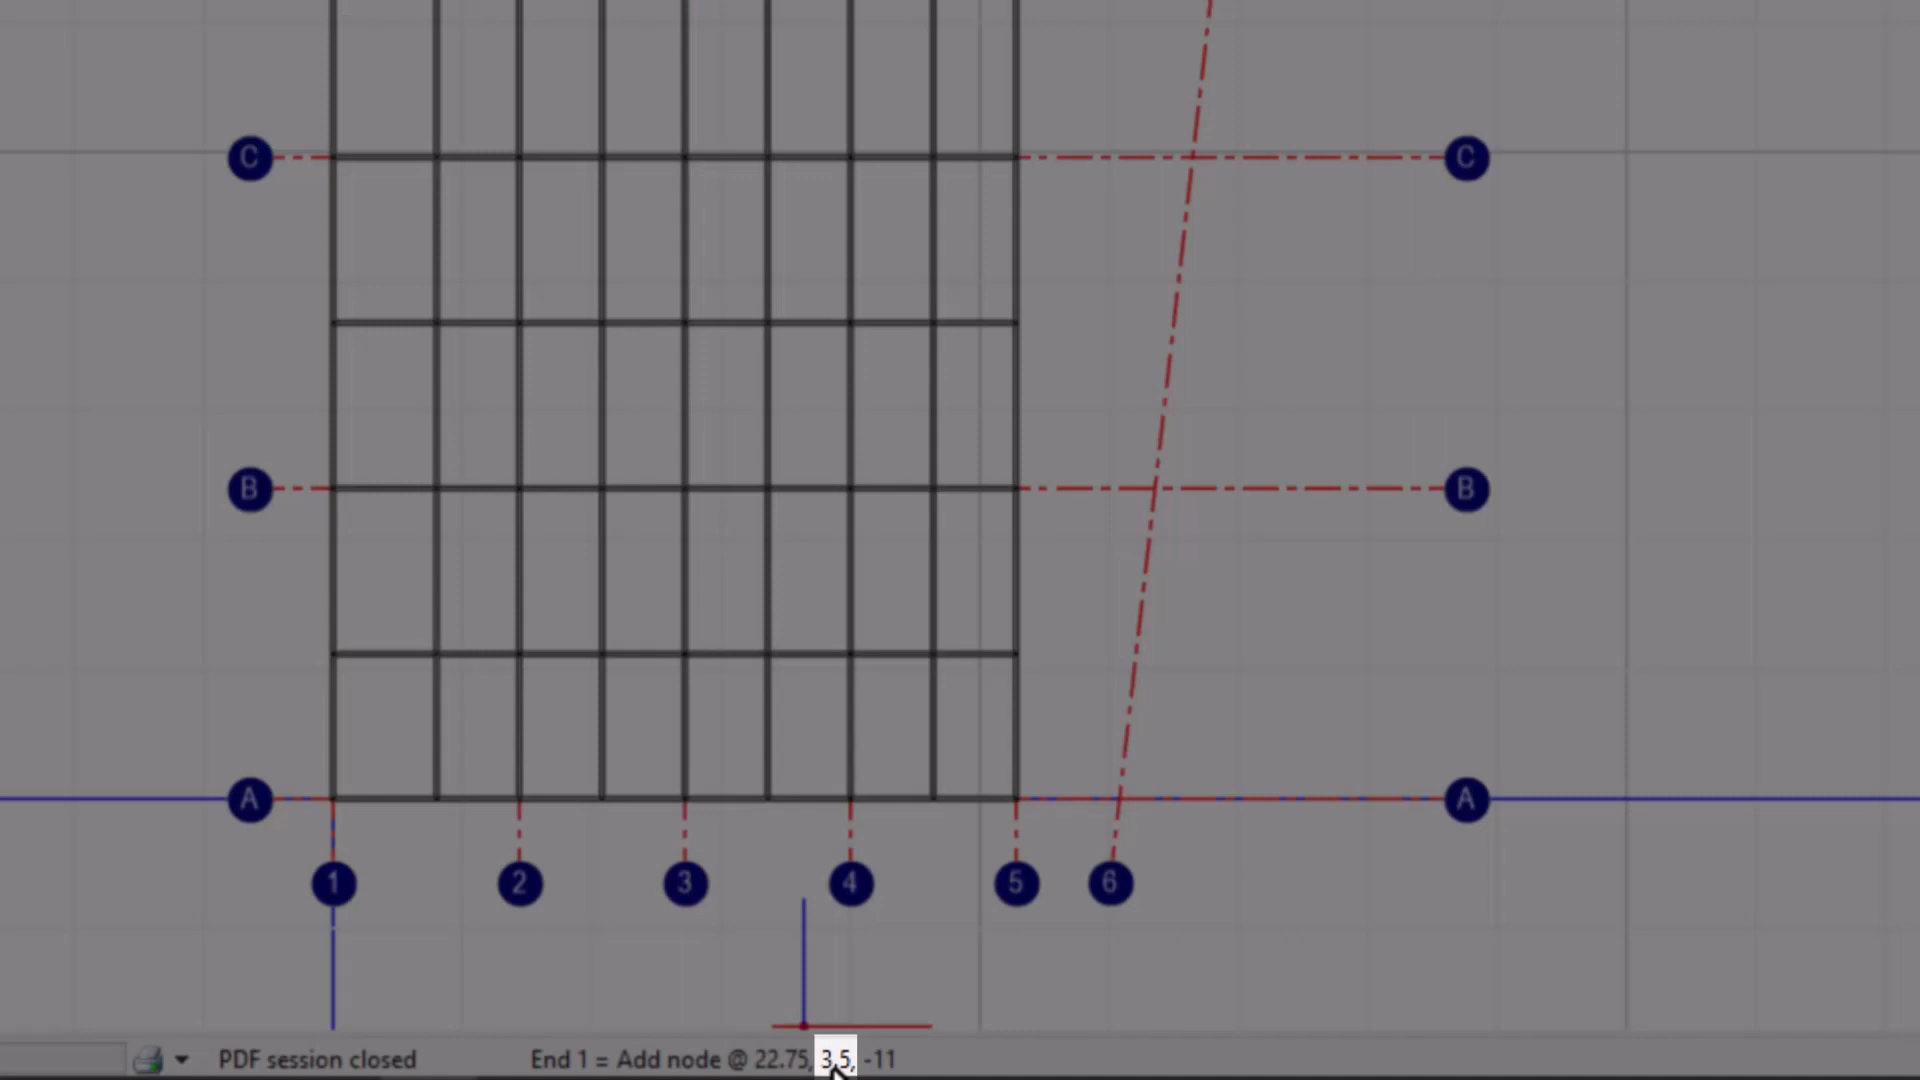 C C
B B
A A
1 2 3 4 5 6
PDF session closed End 1 = Add node @ 22.75, 3.5, -11